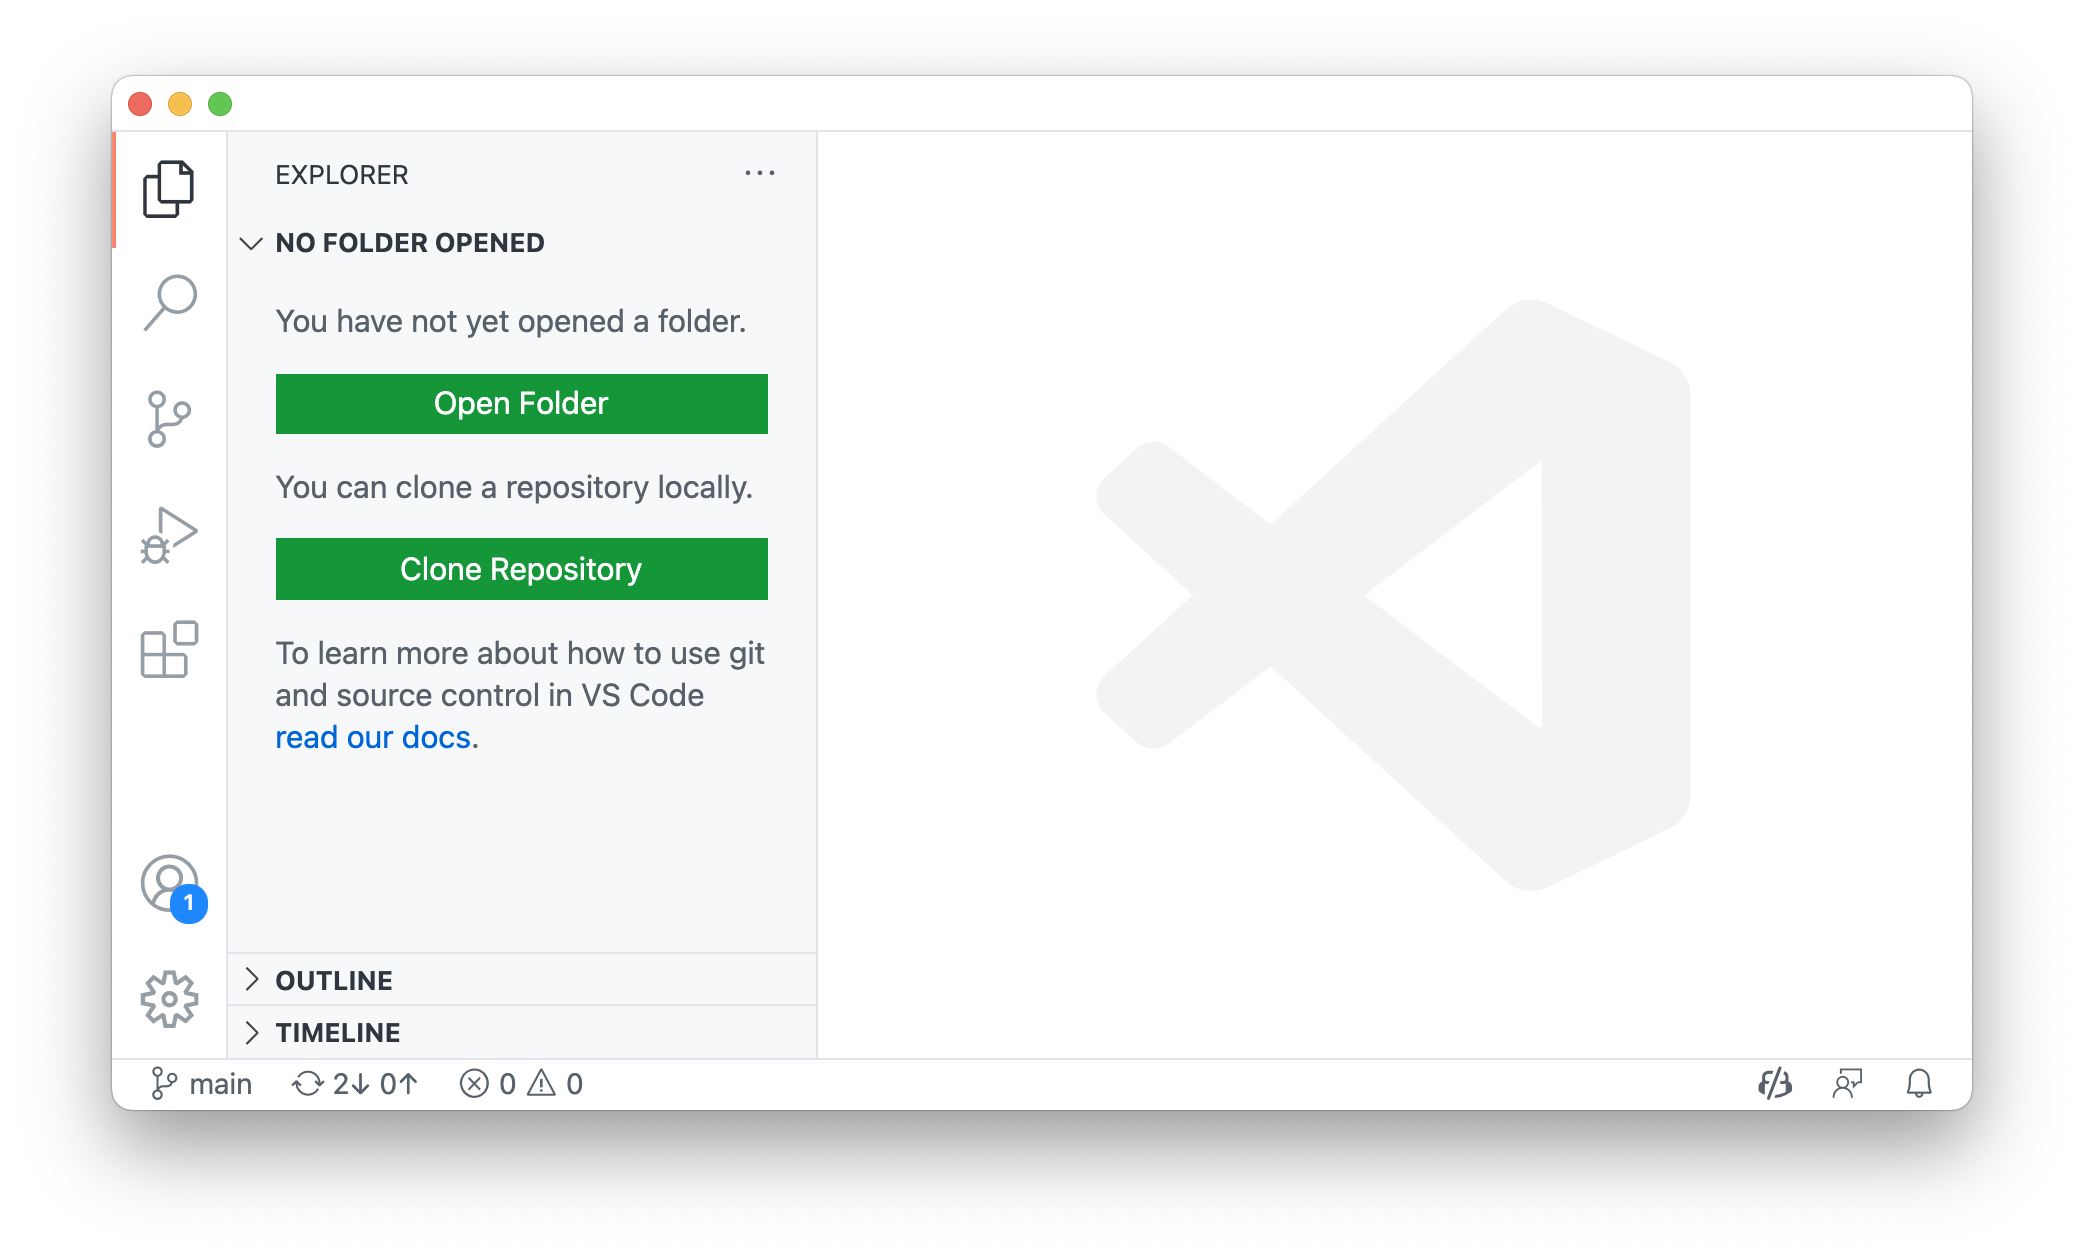 EXPLORER
NO FOLDER OPENED
You have not yet opened a folder.
Open Folder
You can clone a repository locally.
Clone Repository
To learn more about how to use git
and source control in VS Code
read our docs.
1
OUTLINE
TIMELINE
main 2↓ 0↑ 0 0